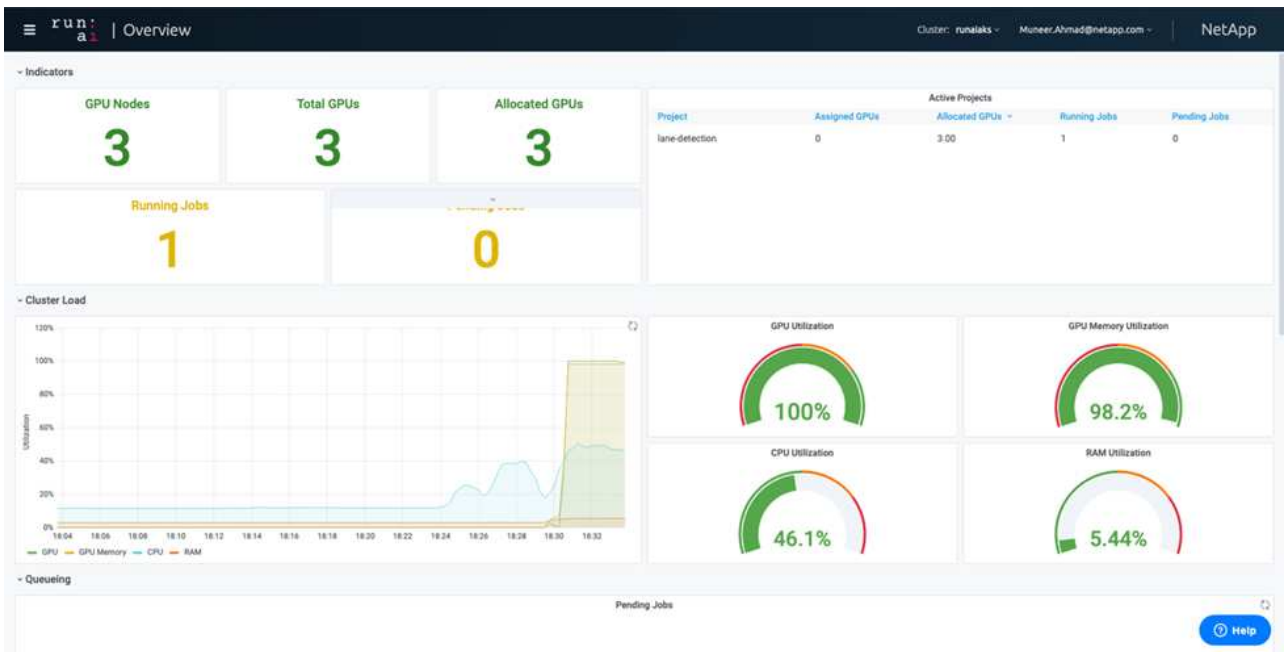 run:
ai | Overview
Cluster: runaiaks
Muneer.Ahmad@netapp.com
NetApp
Indicators
GPU Nodes
3
Total GPUs
3
Allocated GPUs
3
Active Projects
Project Assigned GPUs Allocated GPUs Running Jobs Pending Jobs
lane-detection 0 3.00 1 0
Running Jobs
1
0
Cluster Load
120%
100%
80%
60%
40%
20%
0%
Utilization
18:04 18:06 18:08 18:10 18:12 18:14 18:16 18:18 18:20 18:22 18:24 18:26 18:28 18:30 18:32
GPU GPU Memory CPU RAM
GPU Utilization
100%
GPU Memory Utilization
98.2%
CPU Utilization
46.1%
RAM Utilization
5.44%
Queueing
Pending Jobs
Help